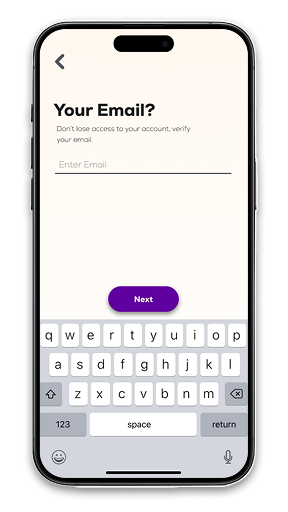 Your Email?
Don't lose access to your account, verify
your email.
Enter Email
Next
q w e r t y u i o p
a s d f g h j k l
z x c v b n m
123 space return